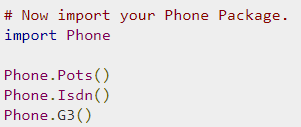 # Now import your Phone Package.
import Phone

Phone.Pots()
Phone.Isdn()
Phone.G3()